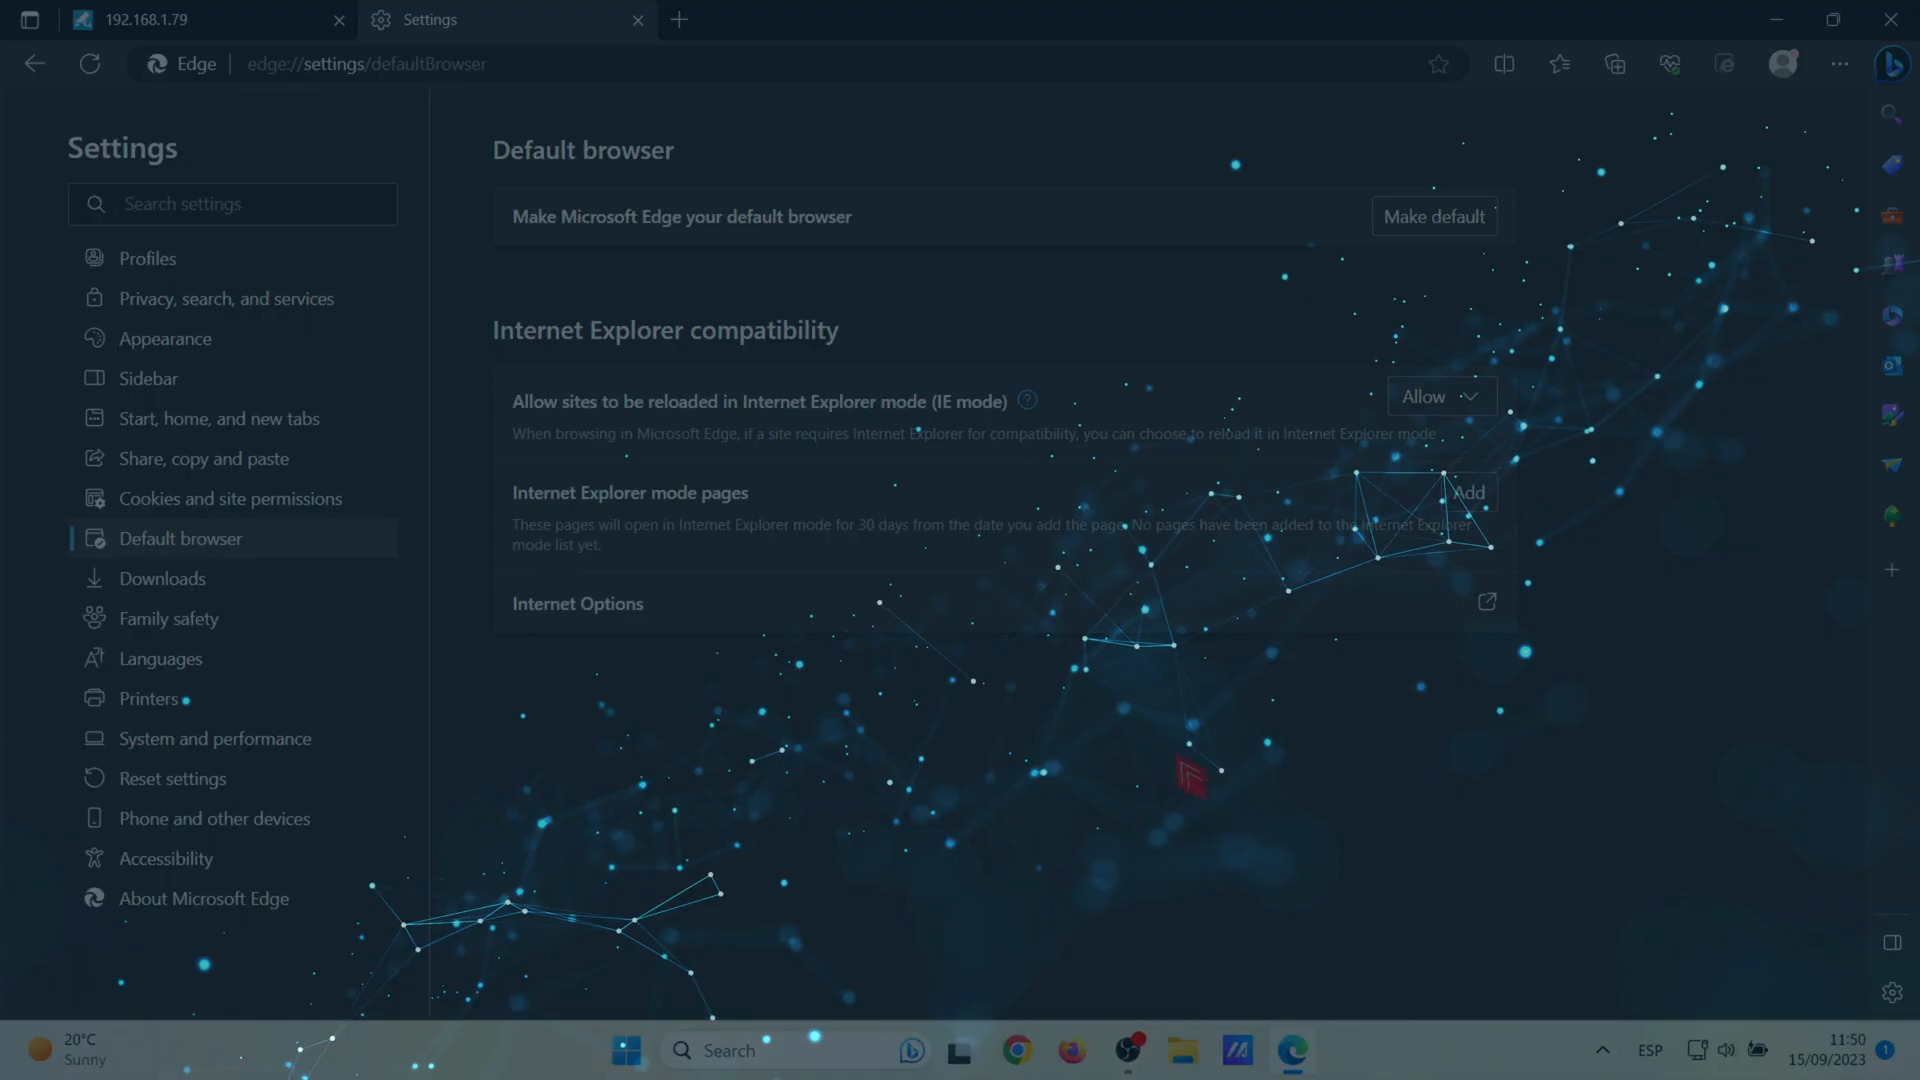 192.168.1.79
Settings
Edge
edge://settings/defaultBrowser
Settings
Search settings
Profiles
Privacy, search, and services
Appearance
Sidebar
Start, home, and new tabs
Share, copy and paste
Cookies and site permissions
Default browser
Downloads
Family safety
Languages
Printers
System and performance
Reset settings
Phone and other devices
Accessibility
About Microsoft Edge
Default browser
Make Microsoft Edge your default browser
Make default
Internet Explorer compatibility
Allow sites to be reloaded in Internet Explorer mode (IE mode)
Allow
When browsing in Microsoft Edge, if a site requires Internet Explorer for compatibility, you can choose to reload it in Internet Explorer mode
Internet Explorer mode pages
Add
These pages will open in Internet Explorer mode for 30 days from the date you add the page. No pages have been added to the Internet Explorer
mode list yet.
Internet Options
20°C
Sunny
Search
ESP
11:50
15/09/2023
1